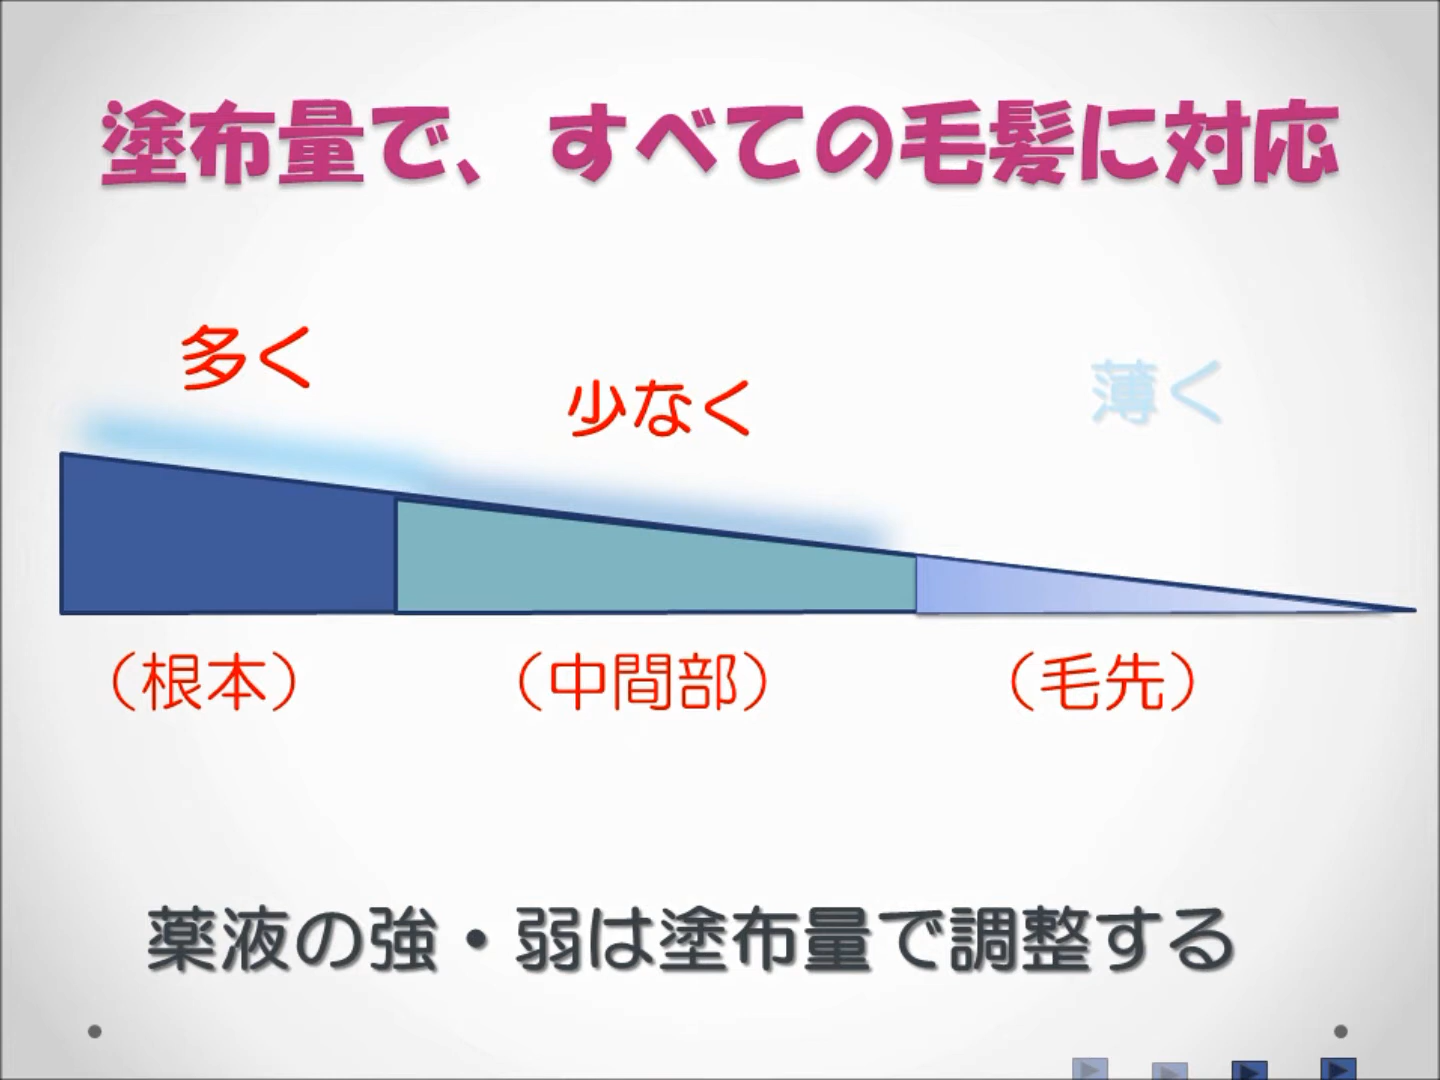 塗布量で、すべての毛髪に対応
多く
少なく
薄く
（根本）
（中間部）
（毛先）
薬液の強・弱は塗布量で調整する